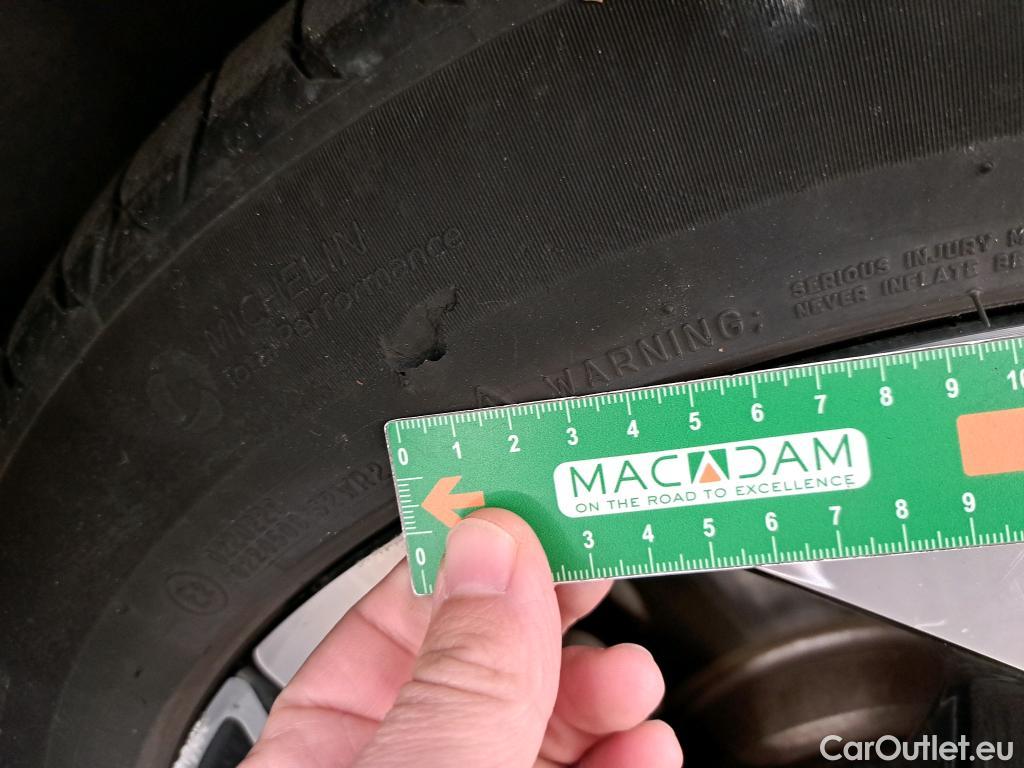 MICHELIN
Total Performance
WARNING:
SERIOUS INJURY M
NEVER INFLATE BE
0 1 2 3 4 5 6 7 8 9 10
MACADAM
ON THE ROAD TO EXCELLENCE
0 3 4 5 6 7 8 9
CarOutlet.eu